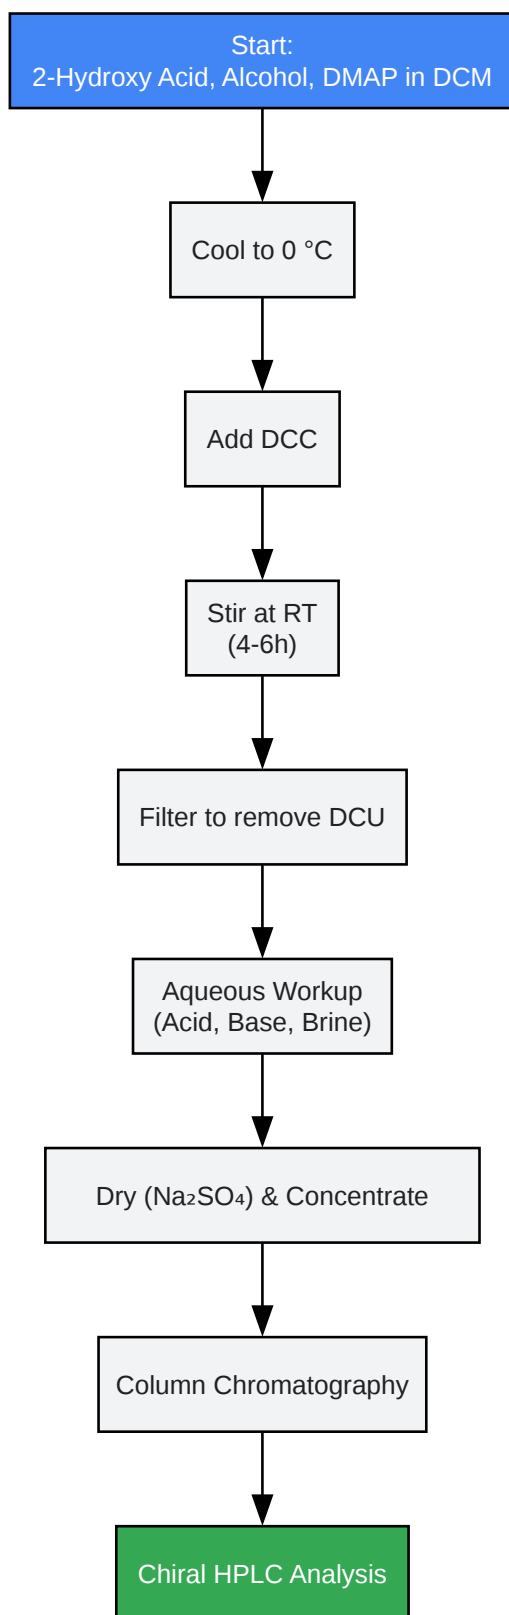 Start:
2-Hydroxy Acid, Alcohol, DMAP in DCM
Cool to 0 °C
Add DCC
Stir at RT
(4-6h)
Filter to remove DCU
Aqueous Workup
(Acid, Base, Brine)
Dry (Na₂SO₄) & Concentrate
Column Chromatography
Chiral HPLC Analysis